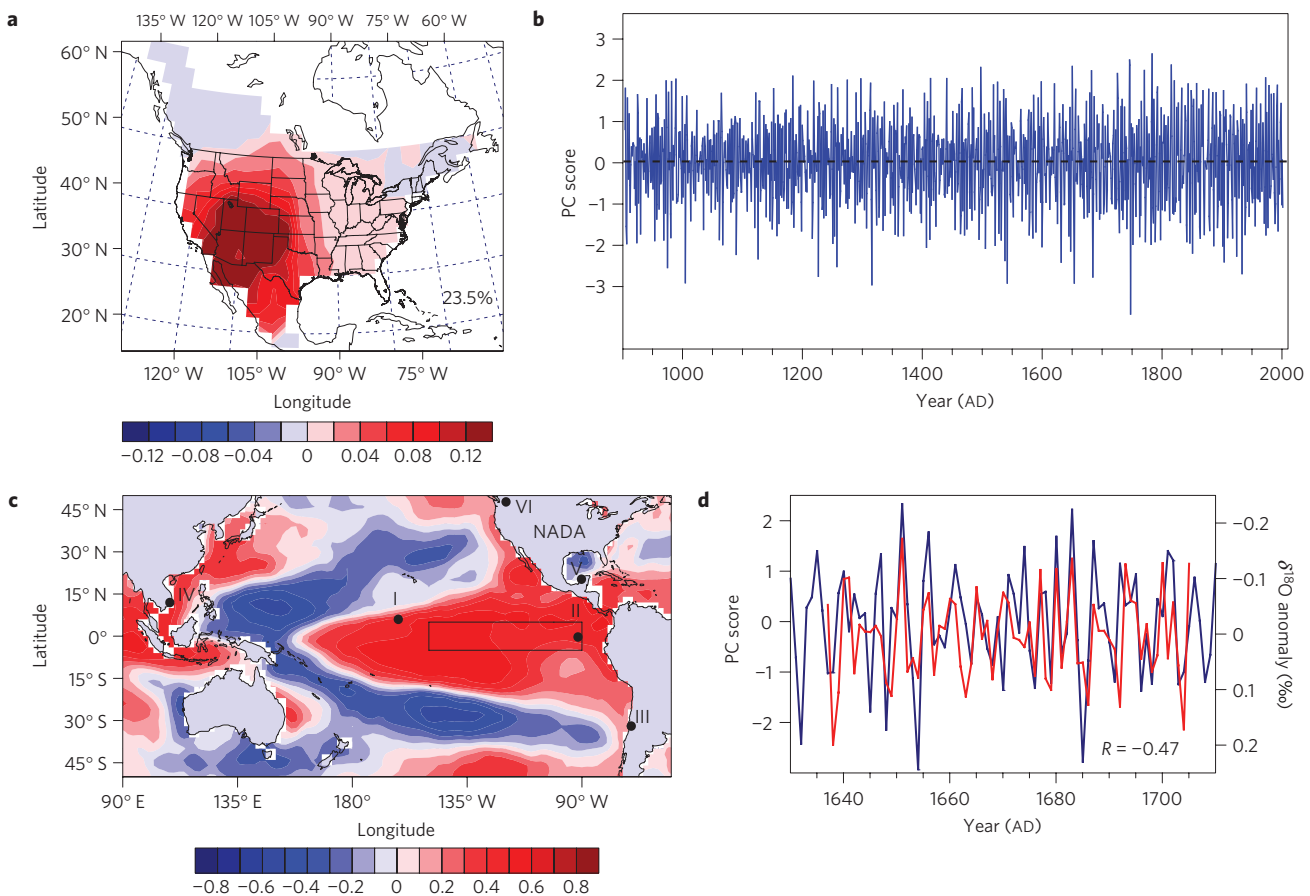 a
135° W 120° W 105° W 90° W 75° W 60° W
60° N
50° N
40° N
30° N
20° N
Latitude
23.5%
120° W 105° W 90° W 75° W
Longitude
−0.12 −0.08 −0.04 0 0.04 0.08 0.12
b
3
2
1
0
−1
−2
−3
PC score
1000 1200 1400 1600 1800 2000
Year (AD)
c
45° N
30° N
15° N
0°
15° S
30° S
45° S
Latitude
VI
NADA
V
IV
I
II
III
90° E 135° E 180° 135° W 90° W
Longitude
−0.8 −0.6 −0.4 −0.2 0 0.2 0.4 0.6 0.8
d
2
1
0
−1
−2
PC score
−0.2
−0.1
0
0.1
0.2
δ¹⁸O anomaly (‰)
R = −0.47
1640 1660 1680 1700
Year (AD)